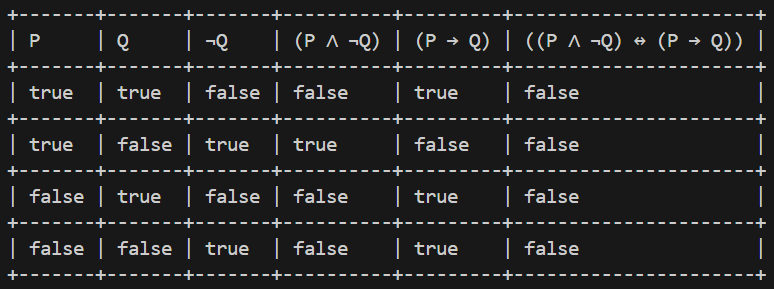 +-------+-------+-------+----------+---------+----------------------+
| P     | Q     | ¬Q    | (P ∧ ¬Q) | (P → Q) | ((P ∧ ¬Q) ↔ (P → Q)) |
+-------+-------+-------+----------+---------+----------------------+
| true  | true  | false | false    | true    | false                |
+-------+-------+-------+----------+---------+----------------------+
| true  | false | true  | true     | false   | false                |
+-------+-------+-------+----------+---------+----------------------+
| false | true  | false | false    | true    | false                |
+-------+-------+-------+----------+---------+----------------------+
| false | false | true  | false    | true    | false                |
+-------+-------+-------+----------+---------+----------------------+